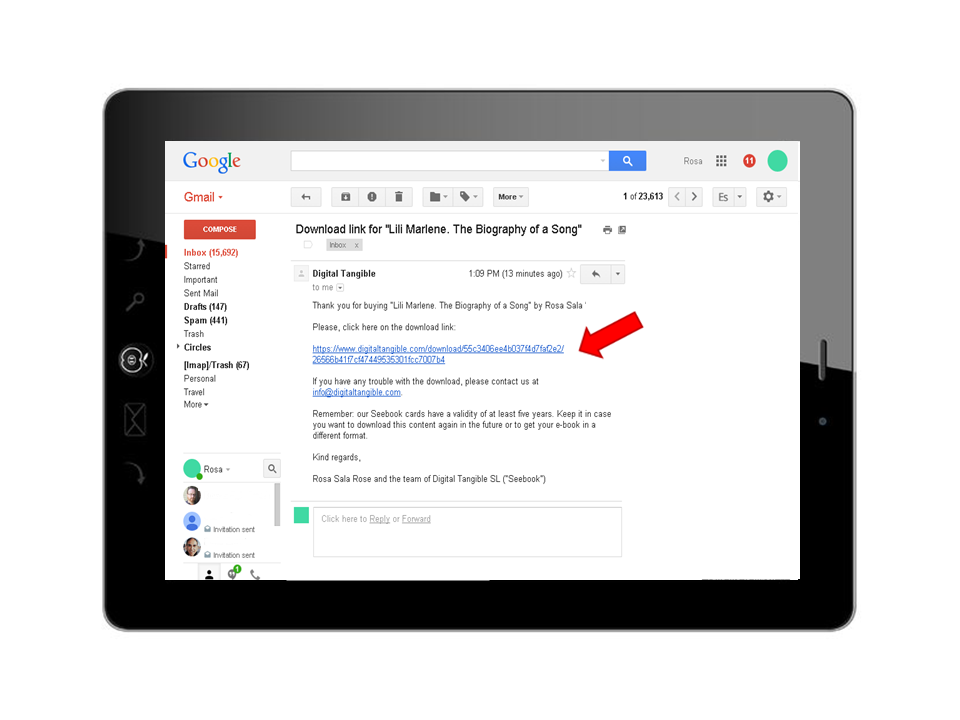 Google
Rosa
11
Gmail
More
1 of 23,613
Es
COMPOSE
Download link for "Lili Marlene. The Biography of a Song"
Inbox x
Inbox (15,692)
Starred
Important
Sent Mail
Drafts (147)
Spam (441)
Trash
Circles
[Imap]/Trash (67)
Personal
Travel
More
Digital Tangible
1:09 PM (13 minutes ago)
to me
Thank you for buying "Lili Marlene. The Biography of a Song" by Rosa Sala
Please, click here on the download link:
https://www.digitaltangible.com/download/55c3406ee4b037f4d7faf2e2/
26566b41f7cf47449535301fcc7007b4
If you have any trouble with the download, please contact us at
info@digitaltangible.com.
Remember: our Seebook cards have a validity of at least five years. Keep it in case
you want to download this content again in the future or to get your e-book in a
different format.
Kind regards,
Rosa Sala Rose and the team of Digital Tangible SL ("Seebook")
Rosa
Invitation sent
Invitation sent
1
Click here to Reply or Forward